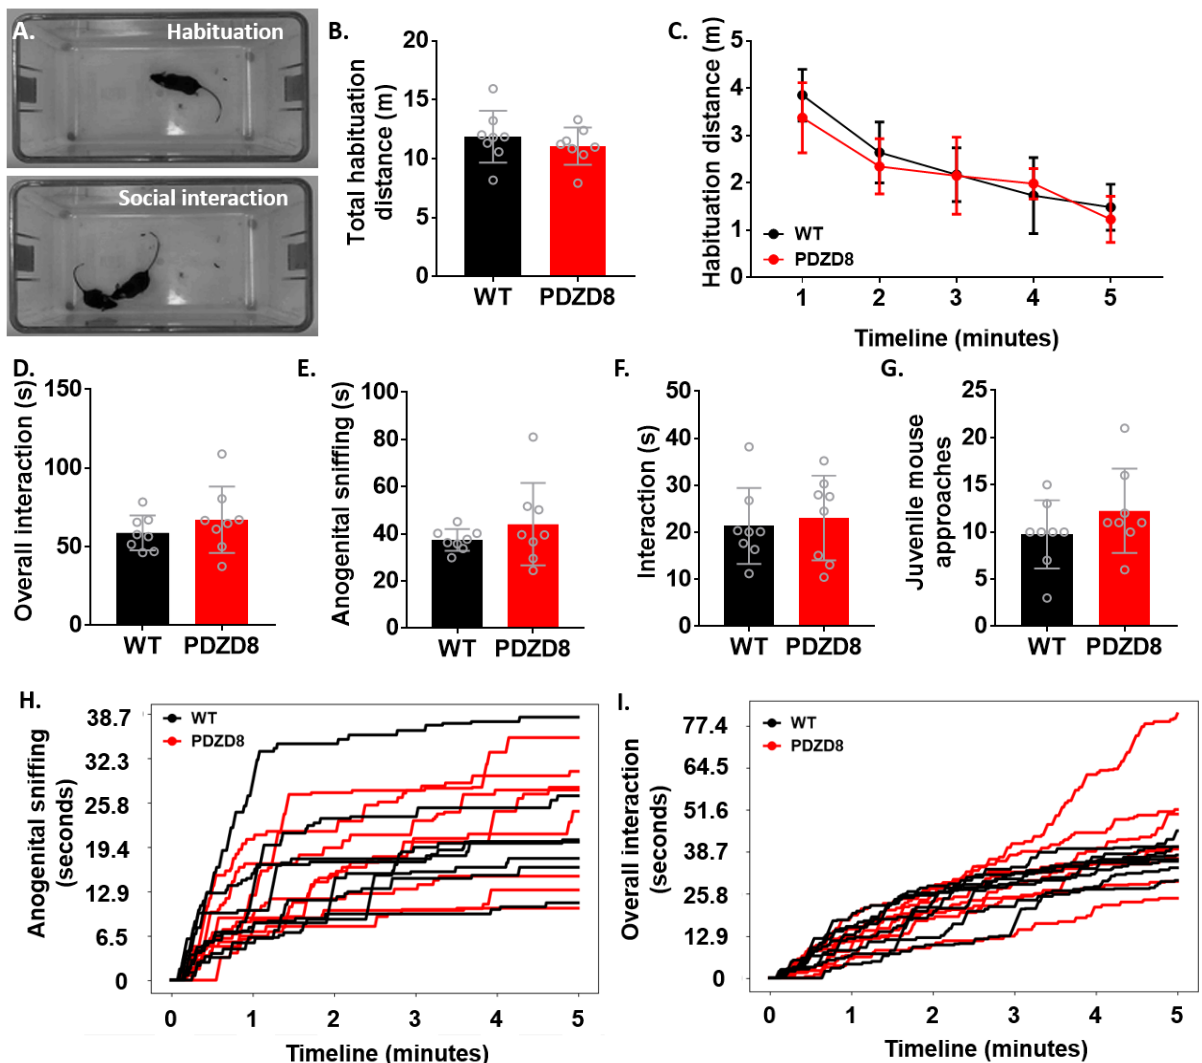 A.
Habituation
Social interaction
B.
Total habituation
distance (m)
20
15
10
5
0
WT
PDZD8
C.
Habituation distance (m)
5
4
3
2
1
0
WT
PDZD8
1
2
3
4
5
Timeline (minutes)
D.
Overall interaction (s)
150
100
50
0
WT
PDZD8
E.
Anogenital sniffing (s)
100
80
60
40
20
0
WT
PDZD8
F.
Interaction (s)
50
40
30
20
10
0
WT
PDZD8
G.
Juvenile mouse
approaches
25
20
15
10
5
0
WT
PDZD8
H.
Anogenital sniffing
(seconds)
38.7
32.3
25.8
19.4
12.9
6.5
0
WT
PDZD8
0
1
2
3
4
5
Timeline (minutes)
I.
Overall interaction
(seconds)
77.4
64.5
51.6
38.7
25.8
12.9
0
WT
PDZD8
0
1
2
3
4
5
Timeline (minutes)